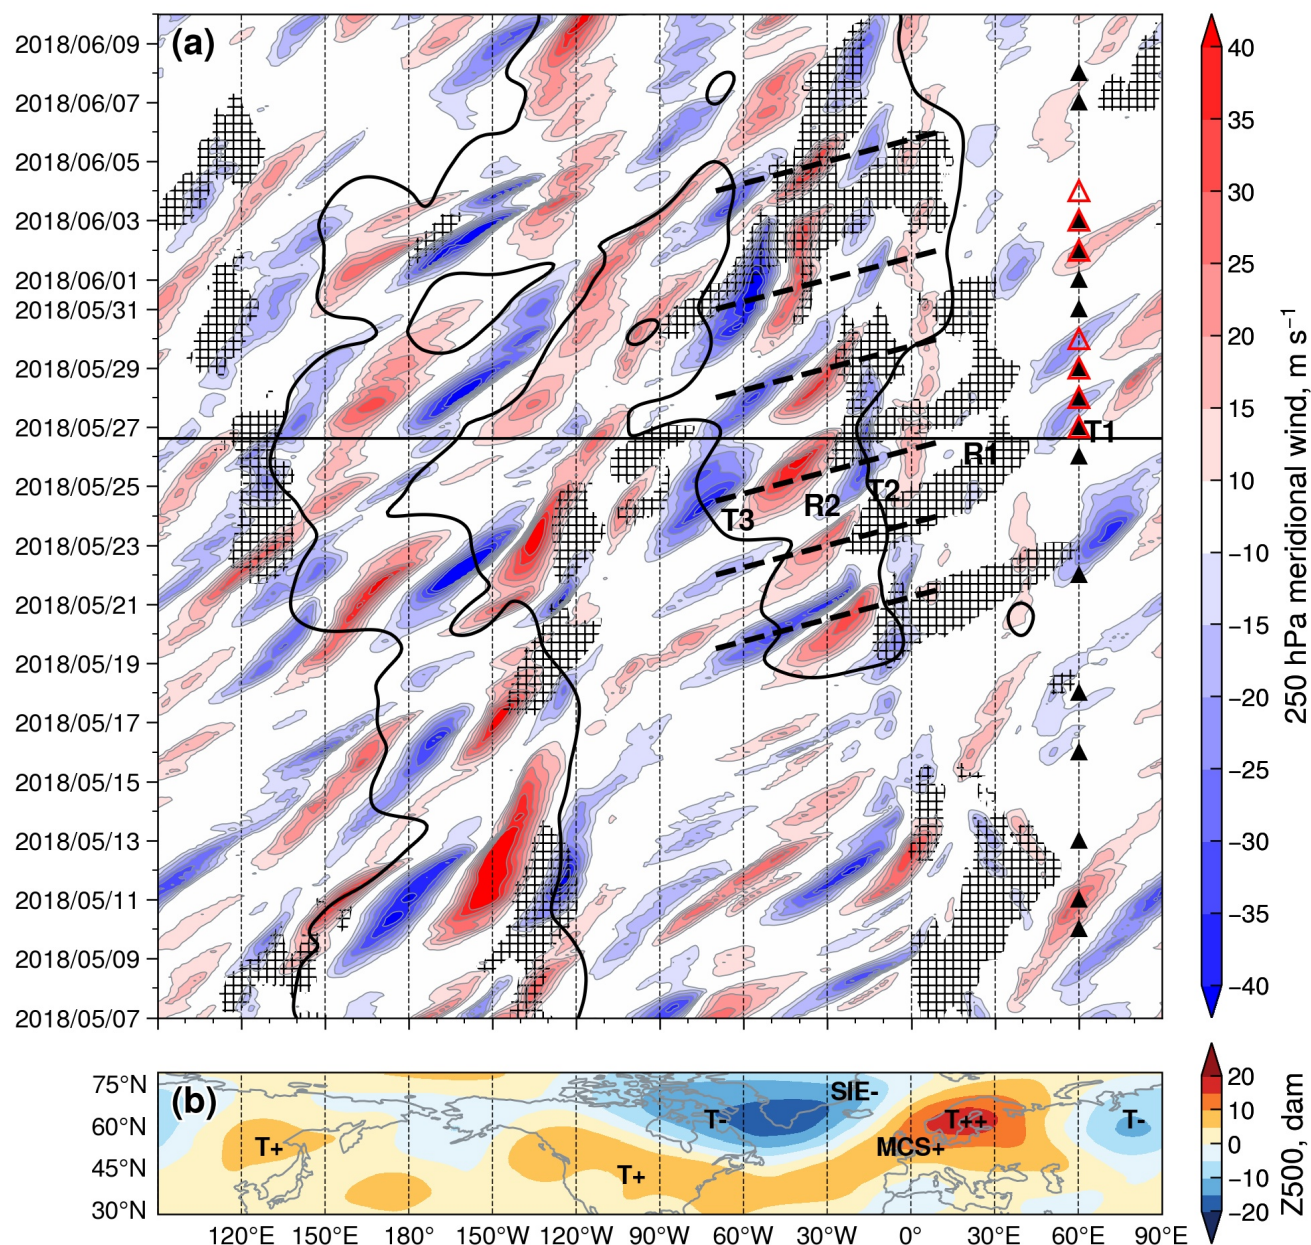 (a)
2018/06/09
2018/06/07
2018/06/05
2018/06/03
2018/06/01
2018/05/31
2018/05/29
2018/05/27
2018/05/25
2018/05/23
2018/05/21
2018/05/19
2018/05/17
2018/05/15
2018/05/13
2018/05/11
2018/05/09
2018/05/07
T1
R1
T2
R2
T3
40
35
30
25
20
15
10
−10
−15
−20
−25
−30
−35
−40
250 hPa meridional wind, m s⁻¹
(b)
75°N
60°N
45°N
30°N
SIE-
T-
T++
T-
T+
MCS+
T+
120°E
150°E
180°
150°W
120°W
90°W
60°W
30°W
0°
30°E
60°E
90°E
20
10
0
−10
−20
Z500, dam